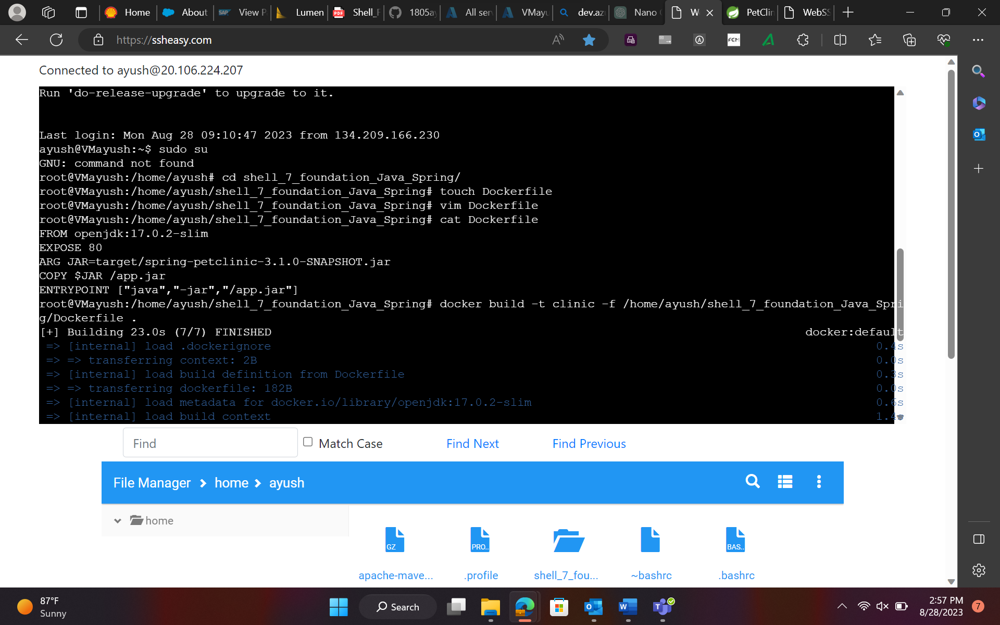 Home
About
SAP View P
Lumen
PDF Shell_F
1805ay
All ser
VMayu
dev.az
Nano
W
PetClin
WebSS
https://ssheasy.com
FCM
Connected to ayush@20.106.224.207
Run 'do-release-upgrade' to upgrade to it.
Last login: Mon Aug 28 09:10:47 2023 from 134.209.166.230
ayush@VMayush:~$ sudo su
GNU: command not found
root@VMayush:/home/ayush# cd shell_7_foundation_Java_Spring/
root@VMayush:/home/ayush/shell_7_foundation_Java_Spring# touch Dockerfile
root@VMayush:/home/ayush/shell_7_foundation_Java_Spring# vim Dockerfile
root@VMayush:/home/ayush/shell_7_foundation_Java_Spring# cat Dockerfile
FROM openjdk:17.0.2-slim
EXPOSE 80
ARG JAR=target/spring-petclinic-3.1.0-SNAPSHOT.jar
COPY $JAR /app.jar
ENTRYPOINT ["java","-jar","/app.jar"]
root@VMayush:/home/ayush/shell_7_foundation_Java_Spring# docker build -t clinic -f /home/ayush/shell_7_foundation_Java_Spri
g/Dockerfile .
[+] Building 23.0s (7/7) FINISHED docker:default
=> [internal] load .dockerignore 0.4s
=> => transferring context: 2B 0.0s
=> [internal] load build definition from Dockerfile 0.3s
=> => transferring dockerfile: 182B 0.0s
=> [internal] load metadata for docker.io/library/openjdk:17.0.2-slim 0.6s
=> [internal] load build context 1.4s
Find
Match Case
Find Next
Find Previous
File Manager > home > ayush
home
GZ
PRO..
BAS..
apache-mave...
.profile
shell_7_fou...
~bashrc
.bashrc
87°F
Sunny
Search
2:57 PM
8/28/2023
7